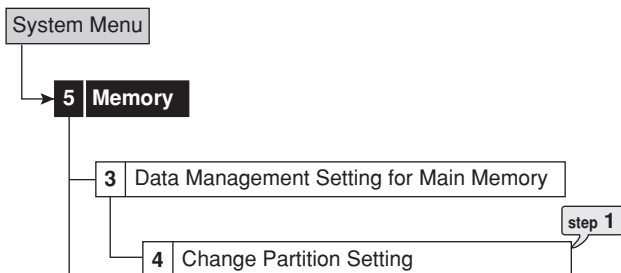 System Menu
5 Memory
3 Data Management Setting for Main Memory
step 1
4 Change Partition Setting